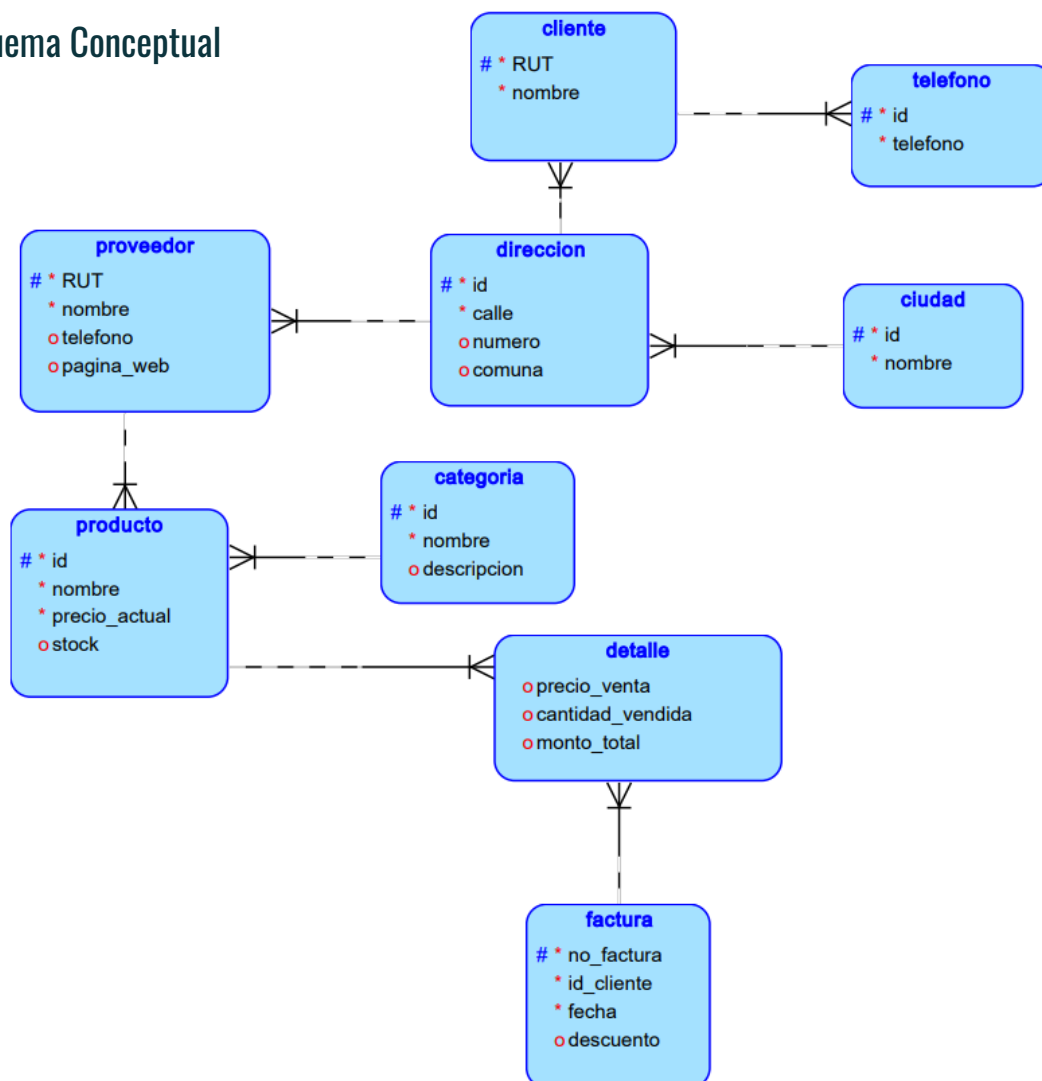 uema Conceptual
cliente
# * RUT
* nombre
telefono
# * id
* telefono
proveedor
# * RUT
* nombre
o telefono
o pagina_web
direccion
# * id
* calle
o numero
o comuna
ciudad
# * id
* nombre
categoria
# * id
* nombre
o descripcion
producto
# * id
* nombre
* precio_actual
o stock
detalle
o precio_venta
o cantidad_vendida
o monto_total
factura
# * no_factura
* id_cliente
* fecha
o descuento